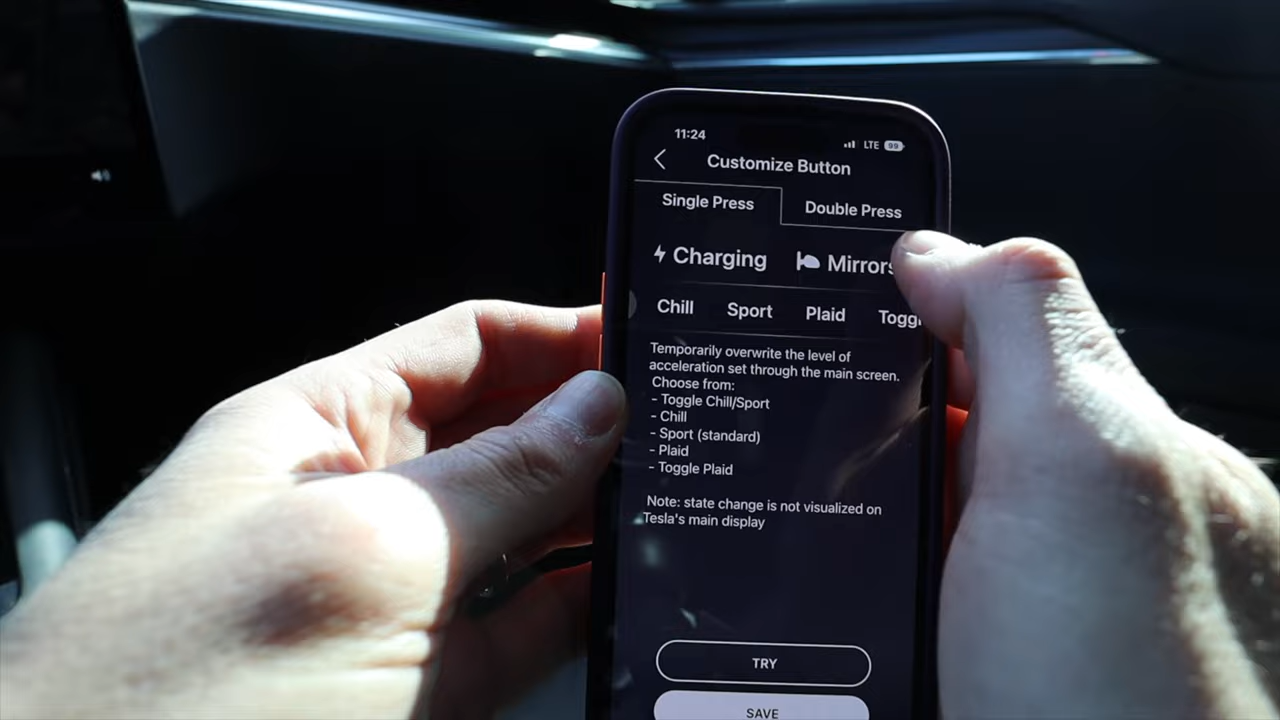 11:24 LTE 99
Customize Button
Single Press Double Press
Charging Mirrors
Chill Sport Plaid Toggl
Temporarily overwrite the level of
acceleration set through the main screen.
Choose from:
- Toggle Chill/Sport
- Chill
- Sport (standard)
- Plaid
- Toggle Plaid
Note: state change is not visualized on
Tesla's main display
TRY
SAVE